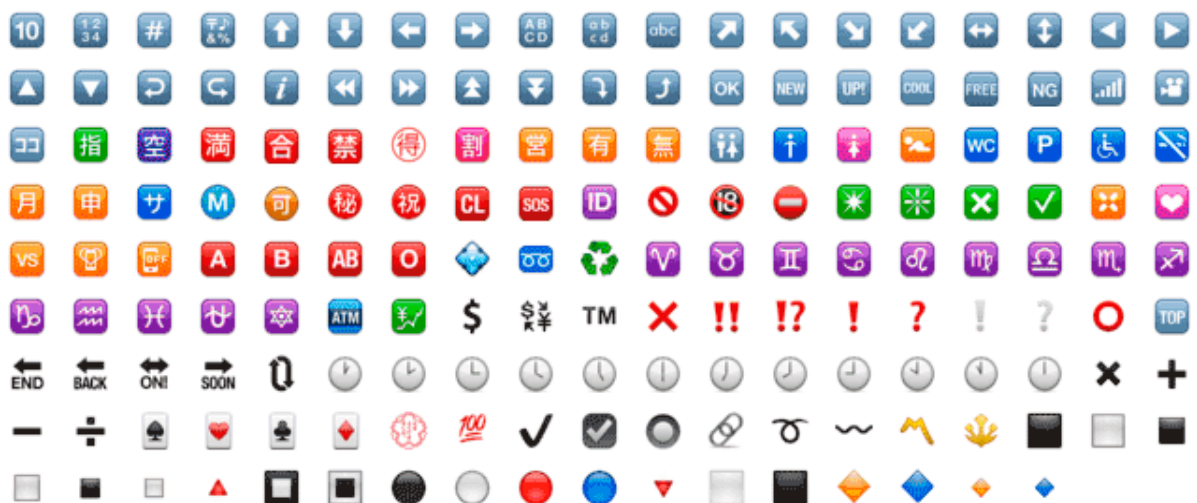 10 1234 # 〒♪&% ABCD abcd abc
i OK NEW UP! COOL FREE NG
ココ 指 空 満 合 禁 得 割 営 有 無 WC P
月 申 サ M 可 秘 祝 CL SOS ID 18
VS OFF A B AB O
ATM ¥ $ TM !! !? ! ? ! ? TOP
END BACK ON! SOON
100